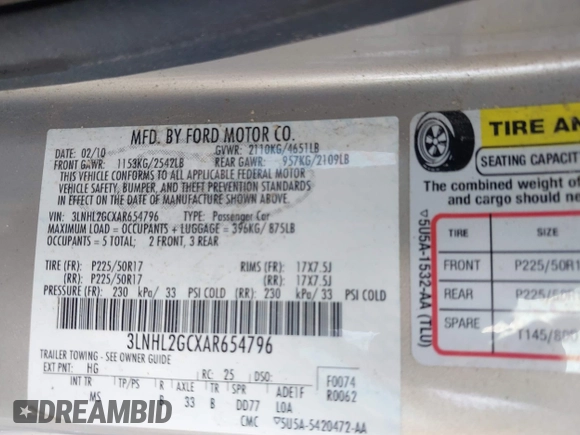 MFD. BY FORD MOTOR CO.
DATE: 02/10 GVWR: 2110KG/4651LB
FRONT GAWR: 1153KG/2542LB REAR GAWR: 957KG/2109LB
THIS VEHICLE CONFORMS TO ALL APPLICABLE FEDERAL MOTOR
VEHICLE SAFETY, BUMPER, AND THEFT PREVENTION STANDARDS
IN EFFECT ON THE DATE OF MANUFACTURE SHOWN ABOVE.
VIN: 3LNHL2GCXAR654796 TYPE: Passenger Car
MAXIMUM LOAD = OCCUPANTS + LUGGAGE = 396KG/ 875LB
OCCUPANTS = 5 TOTAL: 2 FRONT, 3 REAR
TIRE (FR): P225/50R17 RIMS (FR): 17X7.5J
(RR): P225/50R17 (RR): 17X7.5J
PRESSURE (FR): 230 kPa/ 33 PSI COLD (RR): 230 kPa/ 33 PSI COLD
3LNHL2GCXAR654796
TRAILER TOWING - SEE OWNER GUIDE
EXT PNT: HG RC: 25 DSO: F0074
INT TR TP/PS R AXLE TR SPR ADEIF R0062
MS B 33 B DD77 LOA
CMC ▽5U5A-5420472-AA
TIRE AN
SEATING CAPACIT
The combined weight of
and cargo should ne
TIRE SIZE
FRONT P225/50R1
REAR P225/50R1
SPARE T145/80D
▽5U5A-1532-AA (TLU)
DREAMBID